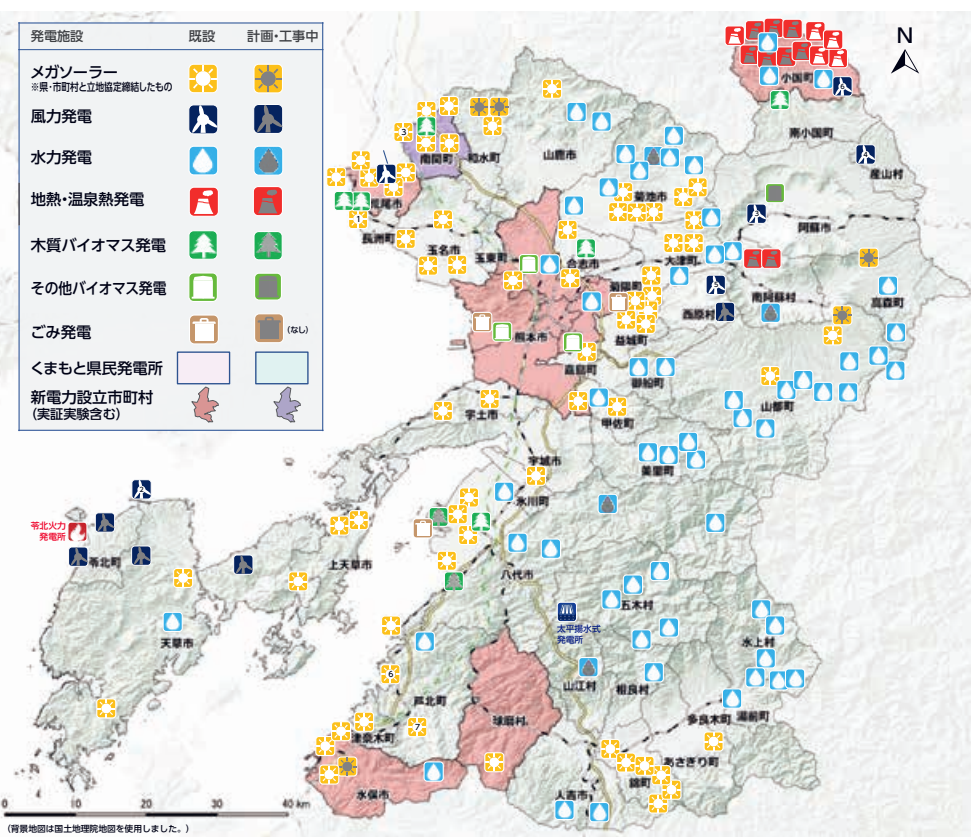 発電施設 既設 計画・工事中
メガソーラー
※県・市町村と立地協定締結したもの
風力発電
水力発電
地熱・温泉熱発電
木質バイオマス発電
その他バイオマス発電
ごみ発電 (なし)
くまもと県民発電所
新電力設立市町村
(実証実験含む)
N
小国町
南小国町
産山村
阿蘇市
3
南関町
和水町
山鹿市
菊池市
荒尾市
1
長洲町
玉名市
玉東町
合志市
大津町
菊陽町
西原村
南阿蘇村
高森町
熊本市
益城町
嘉島町
御船町
山都町
宇土市
甲佐町
美里町
宇城市
氷川町
苓北火力
発電所
苓北町
上天草市
天草市
八代市
五木村
太平揚水式
発電所
水上村
山江村
相良村
6
芦北町
多良木町
湯前町
7
球磨村
津奈木町
あさぎり町
錦町
水俣市
人吉市
0 10 20 30 40 km
(背景地図は国土地理院地図を使用しました。)